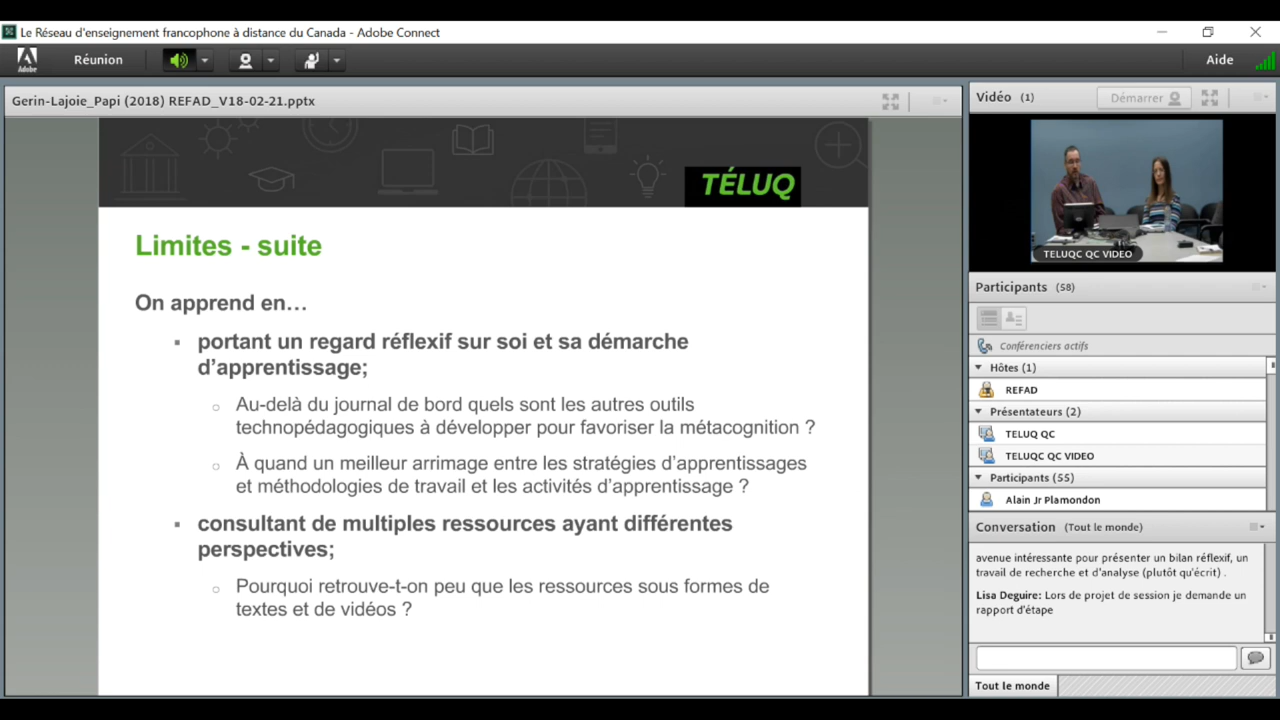 Le Réseau d'enseignement francophone à distance du Canada - Adobe Connect
Adobe
Réunion
Aide
Gerin-Lajoie_Papi (2018) REFAD_V18-02-21.pptx
TÉLUQ
Limites - suite
On apprend en…
portant un regard réflexif sur soi et sa démarche
d'apprentissage;
Au-delà du journal de bord quels sont les autres outils
technopédagogiques à développer pour favoriser la métacognition ?
À quand un meilleur arrimage entre les stratégies d'apprentissages
et méthodologies de travail et les activités d'apprentissage ?
consultant de multiples ressources ayant différentes
perspectives;
Pourquoi retrouve-t-on peu que les ressources sous formes de
textes et de vidéos ?
Vidéo (1)
Démarrer
TELUQC QC VIDEO
Participants (58)
Conférenciers actifs
Hôtes (1)
REFAD
Présentateurs (2)
TELUQ QC
TELUQC QC VIDEO
Participants (55)
Alain Jr Plamondon
Conversation (Tout le monde)
avenue intéressante pour présenter un bilan réflexif, un
travail de recherche et d'analyse (plutôt qu'écrit) .
Lisa Deguire: Lors de projet de session je demande un
rapport d'étape
Tout le monde